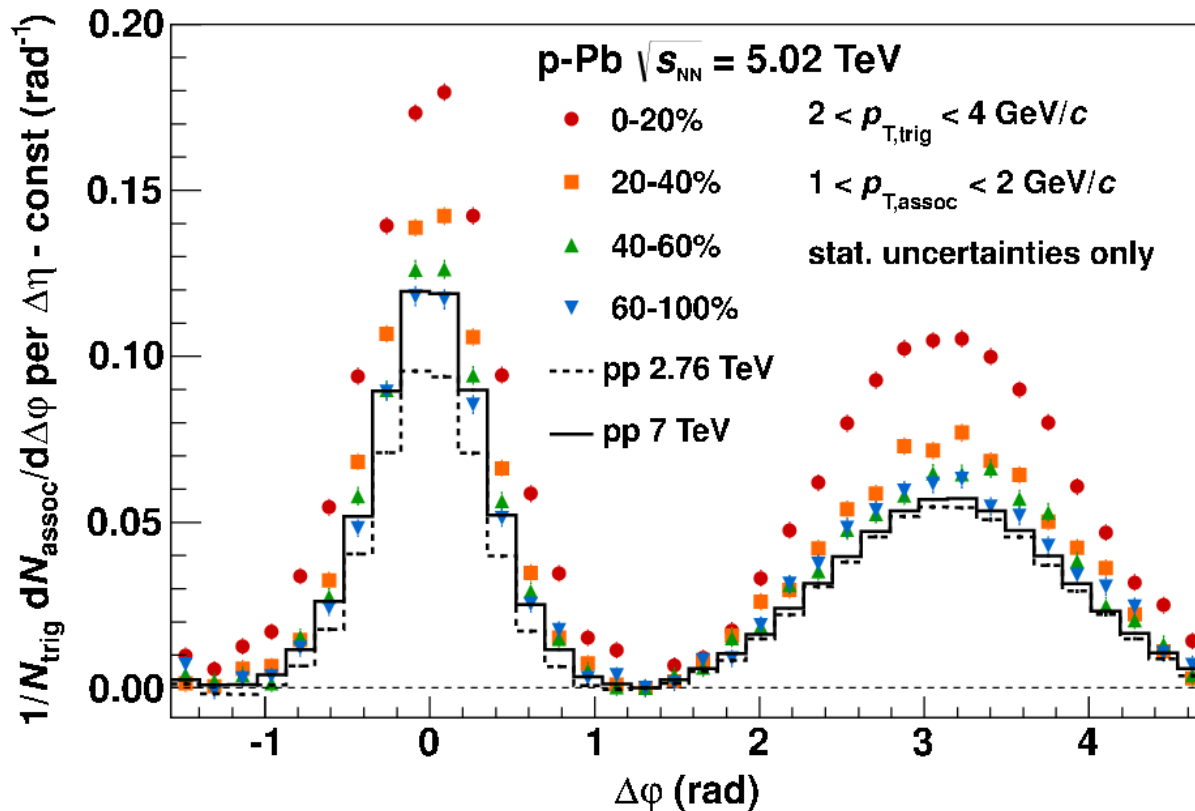 1/N_trig dN_assoc/dΔφ per Δη - const (rad⁻¹)
0.20
0.15
0.10
0.05
0.00
p-Pb √s_NN = 5.02 TeV
0-20%
20-40%
40-60%
60-100%
pp 2.76 TeV
pp 7 TeV
2 < p_T,trig < 4 GeV/c
1 < p_T,assoc < 2 GeV/c
stat. uncertainties only
-1 0 1 2 3 4
Δφ (rad)